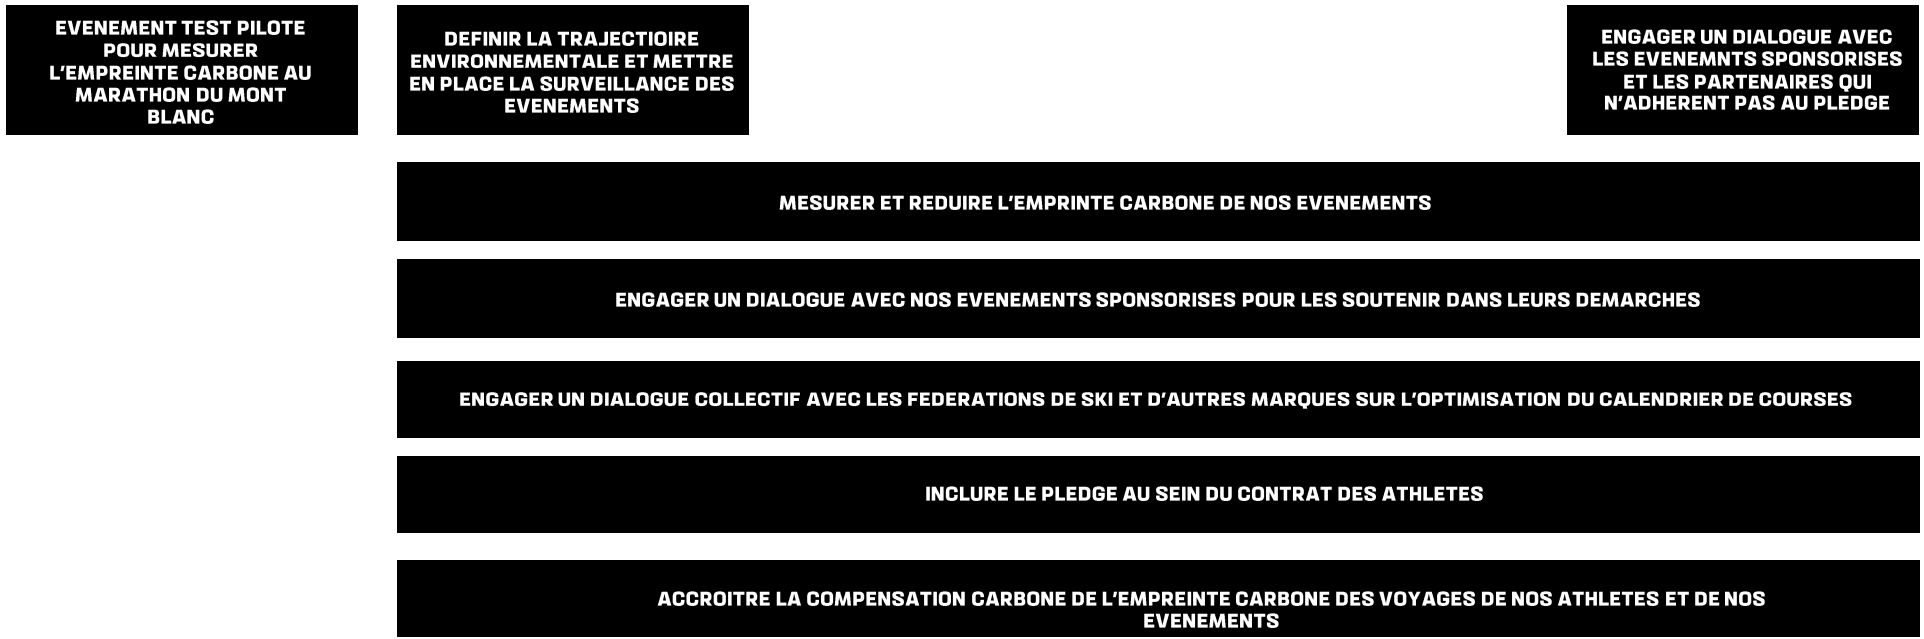 EVENEMENT TEST PILOTE
POUR MESURER
L’EMPREINTE CARBONE AU
MARATHON DU MONT
BLANC
DEFINIR LA TRAJECTIOIRE
ENVIRONNEMENTALE ET METTRE
EN PLACE LA SURVEILLANCE DES
EVENEMENTS
ENGAGER UN DIALOGUE AVEC
LES EVENEMNTS SPONSORISES
ET LES PARTENAIRES QUI
N’ADHERENT PAS AU PLEDGE
MESURER ET REDUIRE L’EMPRINTE CARBONE DE NOS EVENEMENTS
ENGAGER UN DIALOGUE AVEC NOS EVENEMENTS SPONSORISES POUR LES SOUTENIR DANS LEURS DEMARCHES
ENGAGER UN DIALOGUE COLLECTIF AVEC LES FEDERATIONS DE SKI ET D’AUTRES MARQUES SUR L’OPTIMISATION DU CALENDRIER DE COURSES
INCLURE LE PLEDGE AU SEIN DU CONTRAT DES ATHLETES
ACCROITRE LA COMPENSATION CARBONE DE L’EMPREINTE CARBONE DES VOYAGES DE NOS ATHLETES ET DE NOS
EVENEMENTS